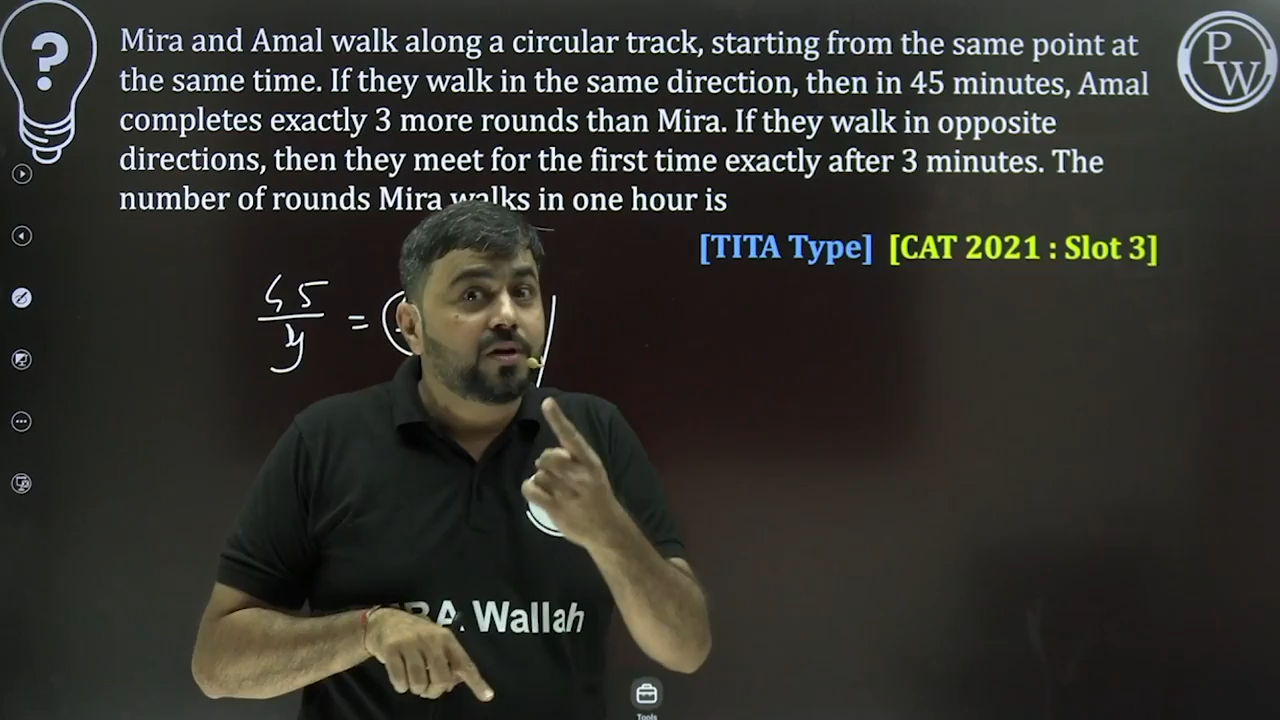 Mira and Amal walk along a circular track, starting from the same point at
the same time. If they walk in the same direction, then in 45 minutes, Amal
completes exactly 3 more rounds than Mira. If they walk in opposite
directions, then they meet for the first time exactly after 3 minutes. The
number of rounds Mira walks in one hour is
[TITA Type] [CAT 2021 : Slot 3]
PW
45
y
=
Wallah
Tools